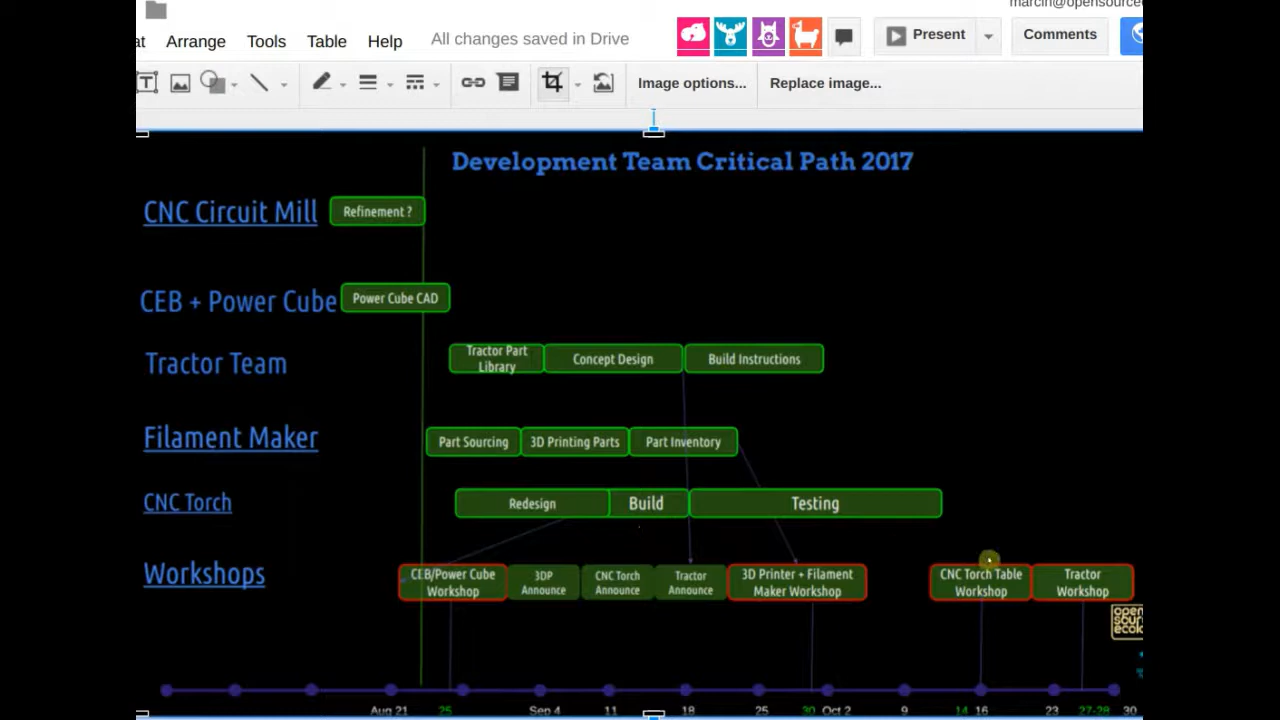 marcin@opensource
at Arrange Tools Table Help All changes saved in Drive Present Comments
Image options... Replace image...
Development Team Critical Path 2017
CNC Circuit Mill Refinement ?
CEB + Power Cube Power Cube CAD
Tractor Team Tractor Part Library Concept Design Build Instructions
Filament Maker Part Sourcing 3D Printing Parts Part Inventory
CNC Torch Redesign Build Testing
Workshops CEB/Power Cube Workshop 3DP Announce CNC Torch Announce Tractor Announce 3D Printer + Filament Maker Workshop CNC Torch Table Workshop Tractor Workshop
open
sour
ecol
Aug 21 25 Sep 4 11 18 25 30 Oct 2 9 14 16 23 27-28 30